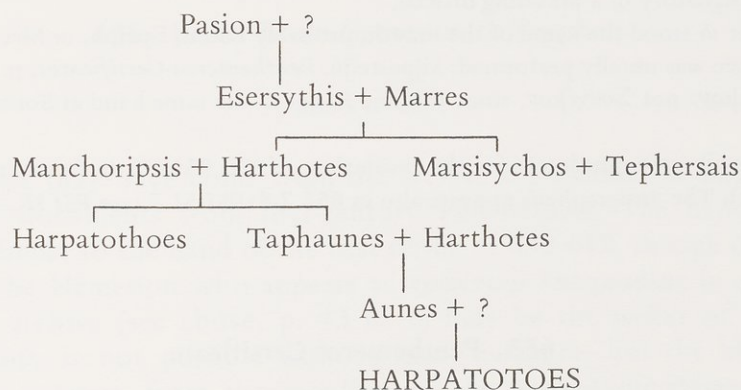 Pasion + ?
Esersythis + Marres
Manchoripsis + Harthotes Marsisychos + Tephersais
Harpatothoes Taphaunes + Harthotes
Aunes + ?
HARPATOTOES